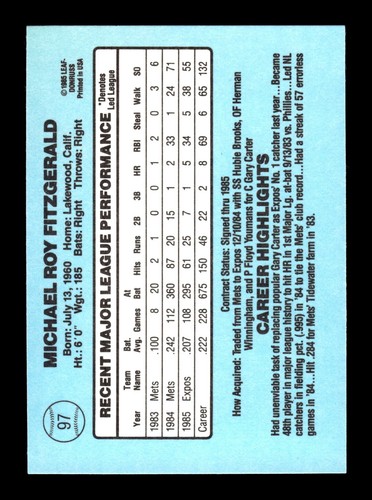 97
MICHAEL ROY FITZGERALD
Born: July 13, 1960 Home: Lakewood, Calif.
Ht.: 6'0" Wgt.: 185 Bats: Right Throws: Right
©1985 LEAF-
DONRUSS
Printed in USA
RECENT MAJOR LEAGUE PERFORMANCE
*Denotes
Led League
Team Bat. At
Year Name Avg. Games Bat Hits Runs 2B 3B HR RBI Steal Walk SO
1983 Mets .100 8 20 2 1 1 2 3 6
1984 Mets .242 112 360 87 20 15 1 2 33 1 24 71
1985 Expos .207 108 295 61 25 7 1 5 34 5 38 55
Career .222 228 675 150 46 22 2 8 69 6 65 132
Contract Status: Signed thru 1985
How Acquired: Traded from Mets to Expos 12/10/84 with SS Hubie Brooks, OF Herman
Winningham, and P Floyd Youmans for C Gary Carter
CAREER HIGHLIGHTS
Had unenviable task of replacing popular Gary Carter as Expos' No. 1 catcher last year...Became
48th player in major league history to hit HR in 1st Major Lg. at-bat 9/13/83 vs. Phillies...Led NL
catchers in fielding pct. (.995) in '84 to tie the Mets' club record...Had a streak of 57 errorless
games in '84...Hit .284 for Mets' Tidewater farm in '83.